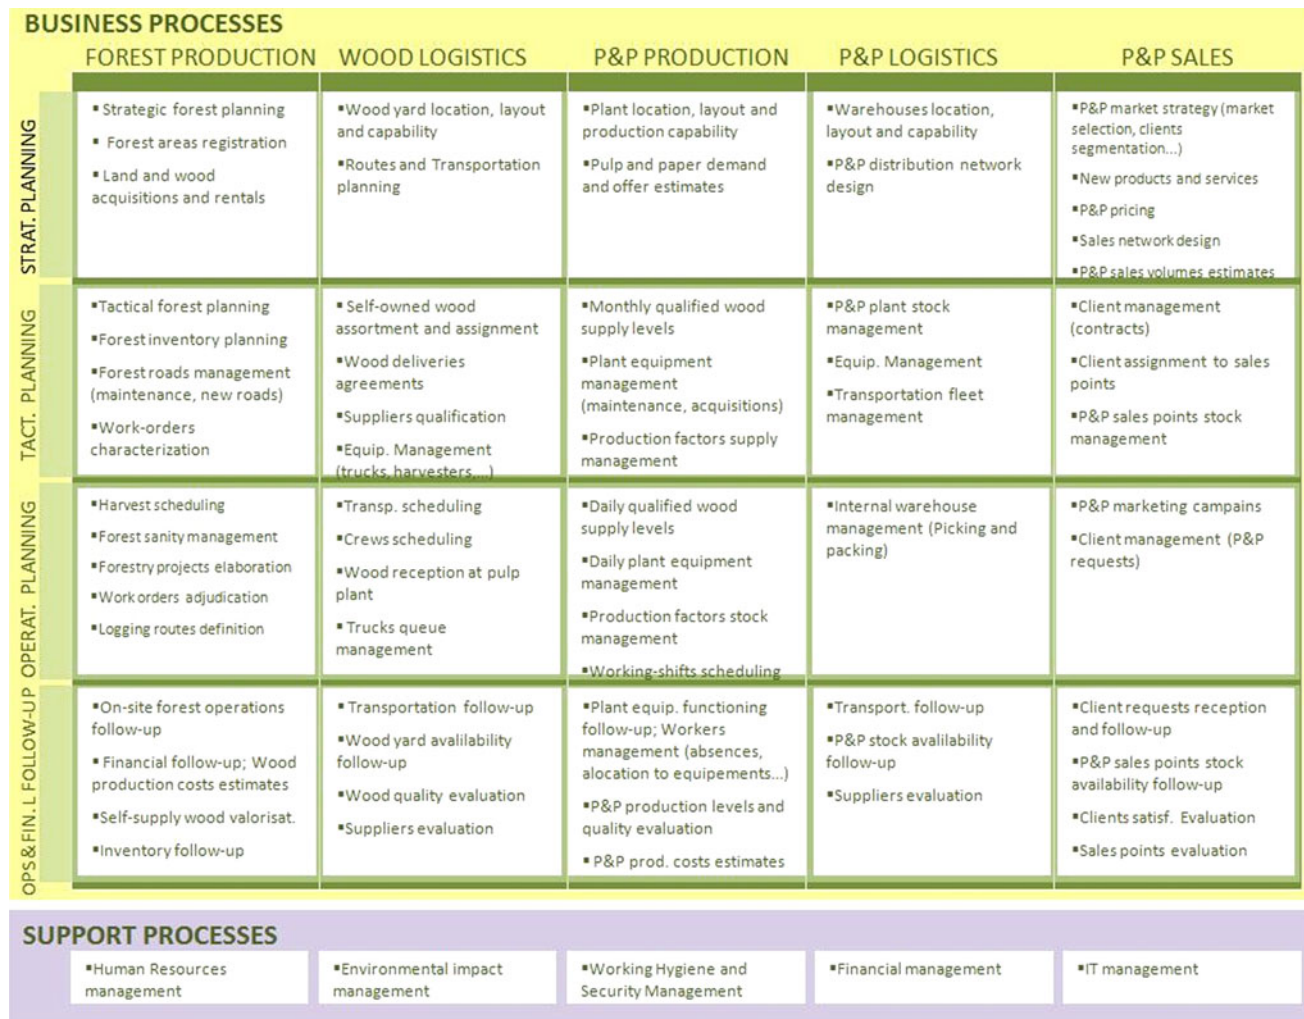 BUSINESS PROCESSES
FOREST PRODUCTION
WOOD LOGISTICS
P&P PRODUCTION
P&P LOGISTICS
P&P SALES
STRAT. PLANNING
▪ Strategic forest planning
▪ Forest areas registration
▪ Land and wood
acquisitions and rentals
▪Wood yard location, layout
and capability
▪Routes and Transportation
planning
▪Plant location, layout and
production capability
▪Pulp and paper demand
and offer estimates
▪Warehouses location,
layout and capability
▪P&P distribution network
design
▪P&P market strategy (market
selection, clients
segmentation...)
▪New products and services
▪P&P pricing
▪Sales network design
▪P&P sales volumes estimates
TACT. PLANNING
▪Tactical forest planning
▪Forest inventory planning
▪Forest roads management
(maintenance, new roads)
▪Work-orders
characterization
▪ Self-owned wood
assortment and assignment
▪Wood deliveries
agreements
▪Suppliers qualification
▪Equip. Management
(trucks, harvesters,...)
▪Monthly qualified wood
supply levels
▪Plant equipment
management
(maintenance, acquisitions)
▪Production factors supply
management
▪P&P plant stock
management
▪Equip. Management
▪Transportation fleet
management
▪Client management
(contracts)
▪Client assignment to sales
points
▪P&P sales points stock
management
OPERAT. PLANNING
▪Harvest scheduling
▪Forest sanity management
▪Forestry projects elaboration
▪Work orders adjudication
▪Logging routes definition
▪Transp. scheduling
▪Crews scheduling
▪Wood reception at pulp
plant
▪ Trucks queue
management
▪Daily qualified wood
supply levels
▪Daily plant equipment
management
▪Production factors stock
management
▪Working-shifts scheduling
▪Internal warehouse
management (Picking and
packing)
▪P&P marketing campains
▪Client management (P&P
requests)
OPS&FIN. L FOLLOW-UP
▪On-site forest operations
follow-up
▪ Financial follow-up; Wood
production costs estimates
▪Self-supply wood valorisat.
▪Inventory follow-up
▪ Transportation follow-up
▪Wood yard avalilability
follow-up
▪Wood quality evaluation
▪Suppliers evaluation
▪Plant equip. functioning
follow-up; Workers
management (absences,
alocation to equipements...)
▪P&P production levels and
quality evaluation
▪ P&P prod. costs estimates
▪Transport. follow-up
▪P&P stock avalilability
follow-up
▪Suppliers evaluation
▪Client requests reception
and follow-up
▪P&P sales points stock
availability follow-up
▪Clients satisf. Evaluation
▪Sales points evaluation
SUPPORT PROCESSES
▪Human Resources
management
▪Environmental impact
management
▪Working Hygiene and
Security Management
▪Financial management
▪IT management